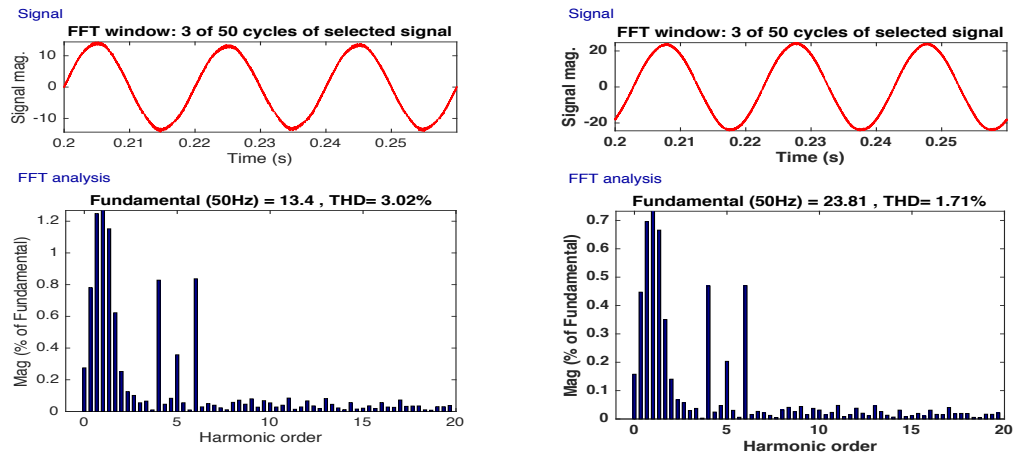 Signal
FFT window: 3 of 50 cycles of selected signal
Signal mag.
10
0
-10
0.2
0.21
0.22
0.23
0.24
0.25
Time (s)
FFT analysis
Fundamental (50Hz) = 13.4 , THD= 3.02%
Mag (% of Fundamental)
1.2
1
0.8
0.6
0.4
0.2
0
0
5
10
15
20
Harmonic order
Signal
FFT window: 3 of 50 cycles of selected signal
Signal mag.
20
0
-20
0.2
0.21
0.22
0.23
0.24
0.25
Time (s)
FFT analysis
Fundamental (50Hz) = 23.81 , THD= 1.71%
Mag (% of Fundamental)
0.7
0.6
0.5
0.4
0.3
0.2
0.1
0
0
5
10
15
20
Harmonic order